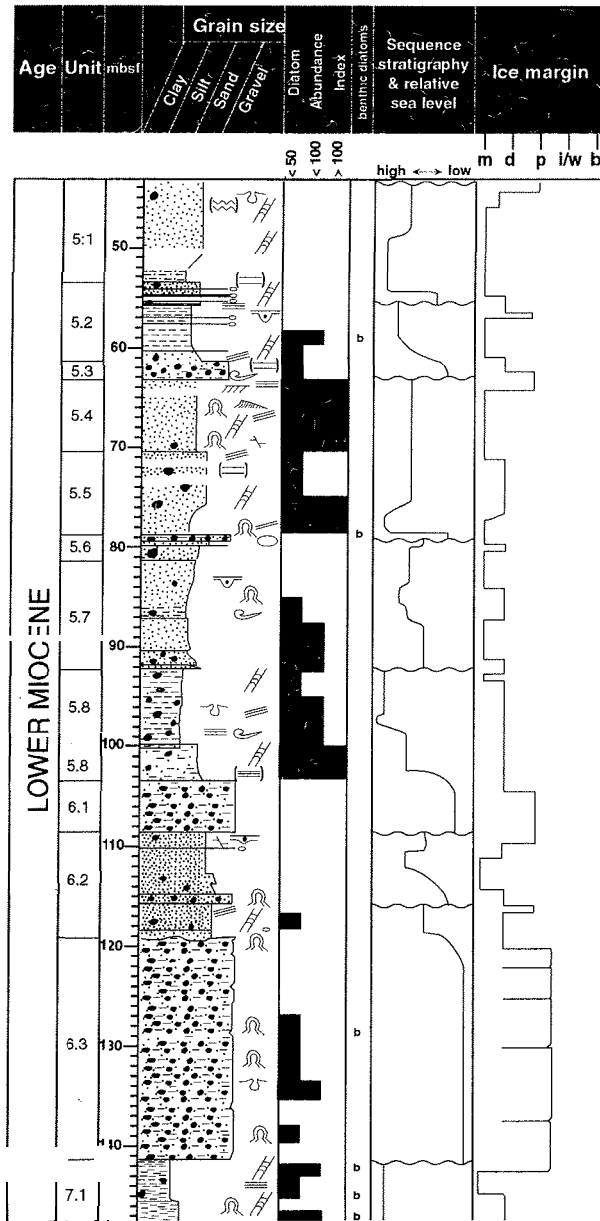 Age
Unit
mbsf
Grain size
Clay
Silt
Sand
Gravel
Diatom
Abundance
Index
benthic diatoms
Sequence
stratigraphy
& relative
sea level
Ice margin
< 50
< 100
> 100
high
low
m d p i/w b
LOWER MIOCENE
5:1
50
5.2
60
b
5.3
5.4
70
5.5
b
5.6
80
5.7
90
5.8
100
5.8
6.1
110
6.2
120
6.3
130
b
140
b
7.1
b
b